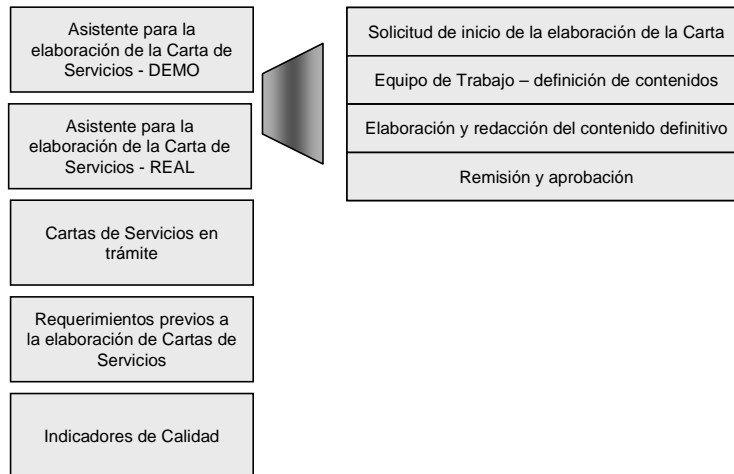 Asistente para la
elaboración de la Carta de
Servicios - DEMO
Asistente para la
elaboración de la Carta de
Servicios - REAL
Cartas de Servicios en
trámite
Requerimientos previos a
la elaboración de Cartas de
Servicios
Indicadores de Calidad
Solicitud de inicio de la elaboración de la Carta
Equipo de Trabajo – definición de contenidos
Elaboración y redacción del contenido definitivo
Remisión y aprobación